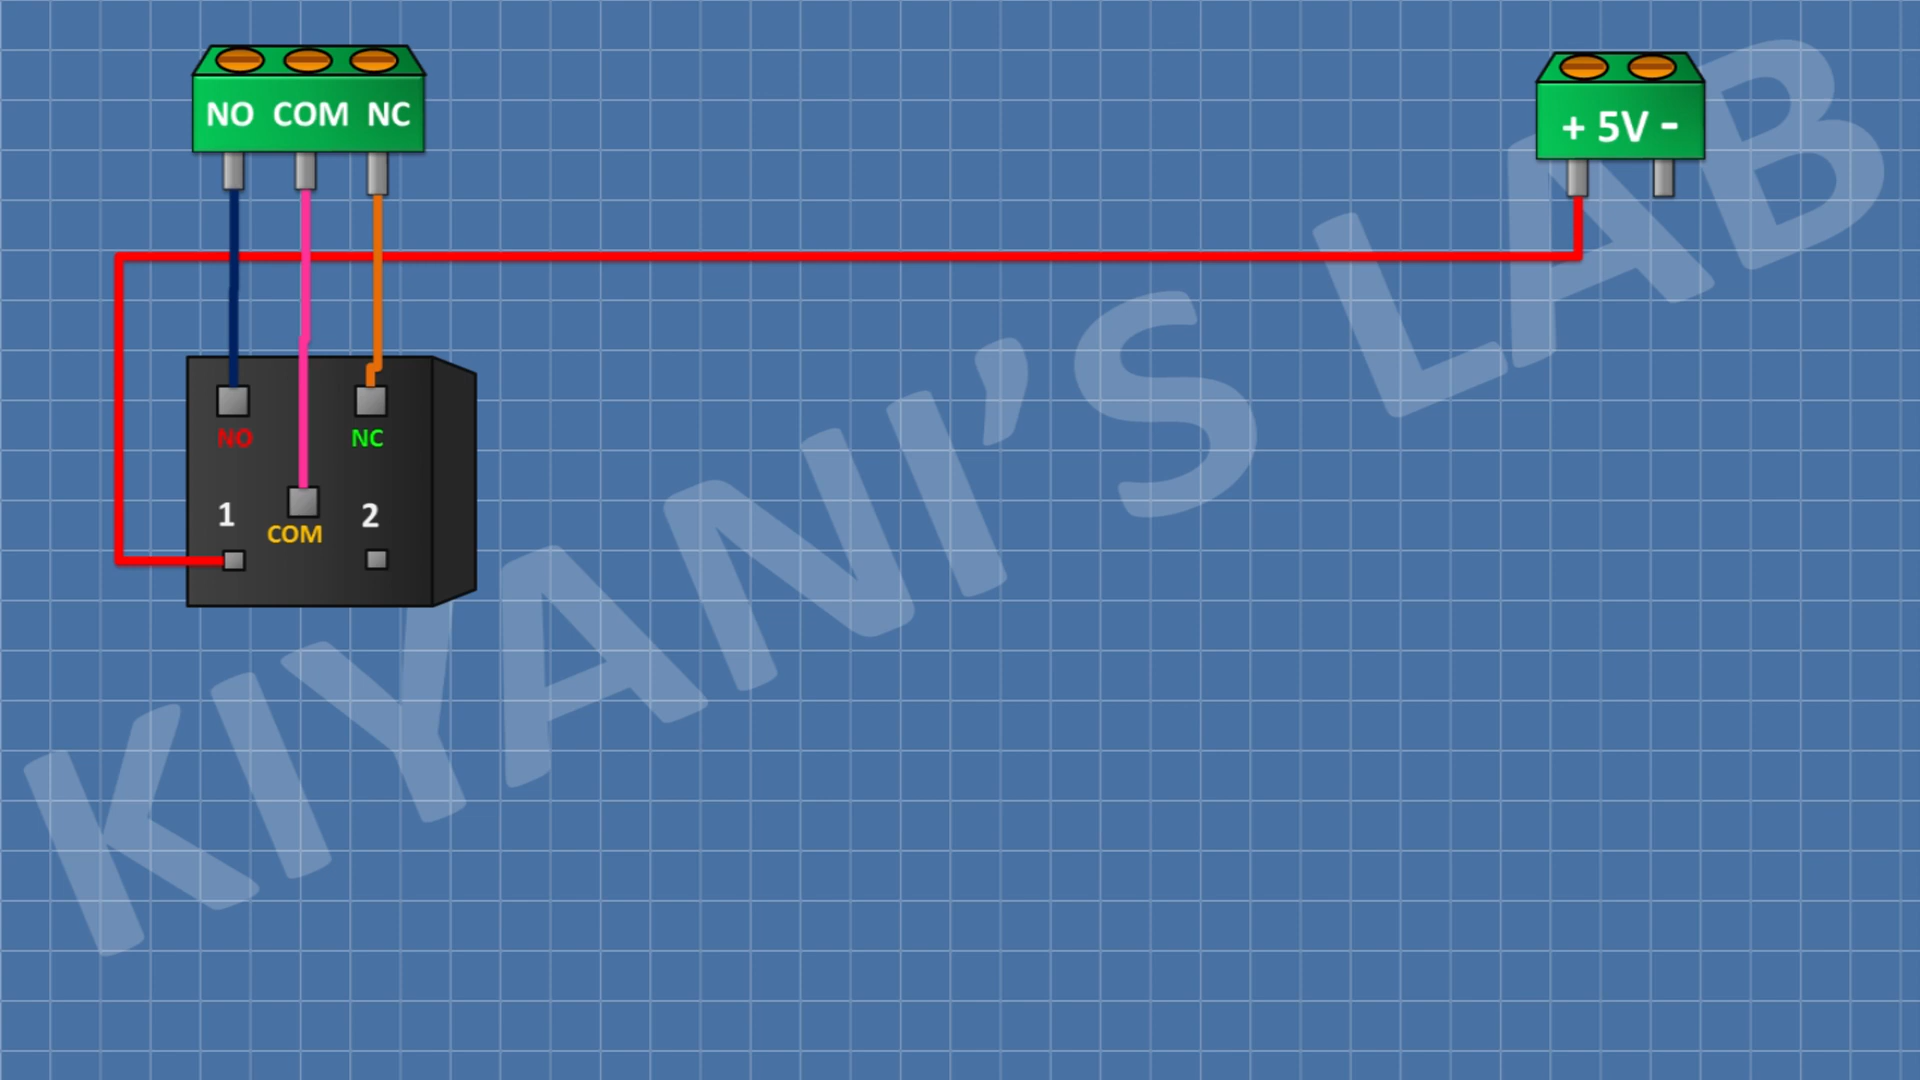 NO COM NC
+ 5V -
NO
NC
1
2
COM
KIYANI'S LAB